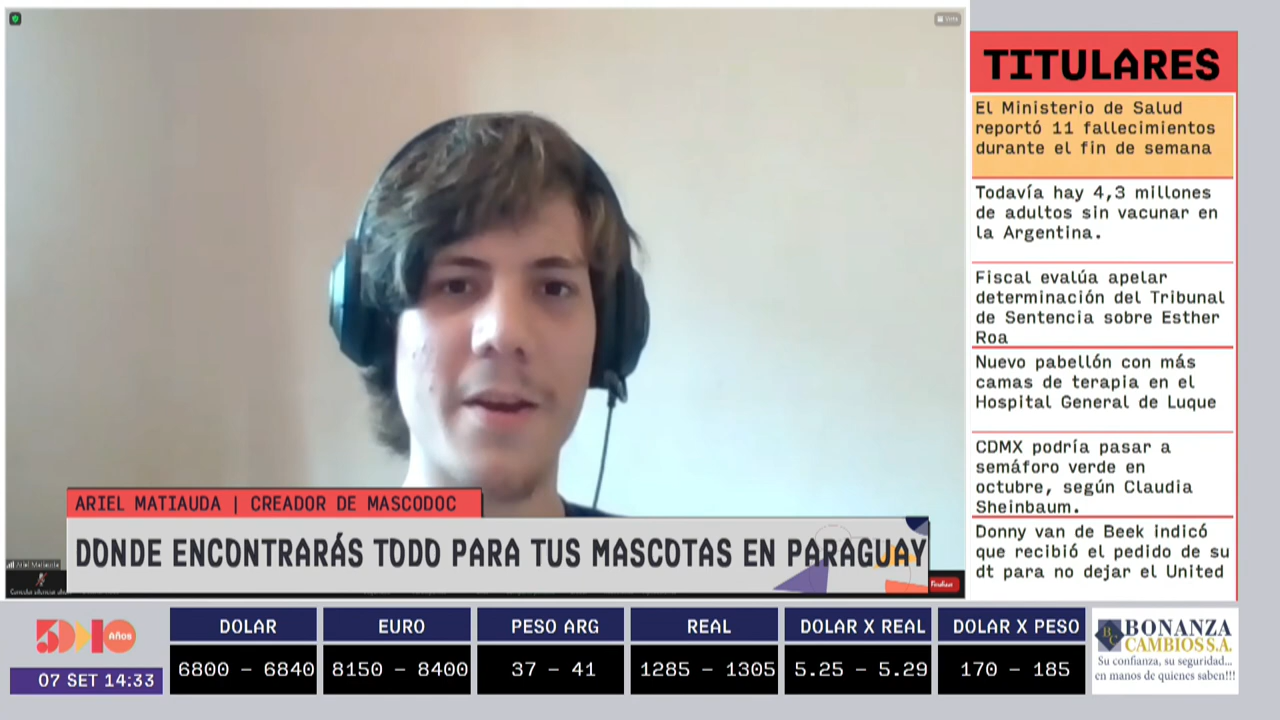 View
TITULARES
El Ministerio de Salud
reportó 11 fallecimientos
durante el fin de semana
Todavía hay 4,3 millones
de adultos sin vacunar en
la Argentina.
Fiscal evalúa apelar
determinación del Tribunal
de Sentencia sobre Esther
Roa
Nuevo pabellón con más
camas de terapia en el
Hospital General de Luque
CDMX podría pasar a
semáforo verde en
octubre, según Claudia
Sheinbaum.
Donny van de Beek indicó
que recibió el pedido de su
dt para no dejar el United
ARIEL MATIAUDA | CREADOR DE MASCODOC
DONDE ENCONTRARÁS TODO PARA TUS MASCOTAS EN PARAGUAY
Ariel Matiauda
Finalizar
5D10 Años
07 SET 14:33
DOLAR
6800 - 6840
EURO
8150 - 8400
PESO ARG
37 - 41
REAL
1285 - 1305
DOLAR X REAL
5.25 - 5.29
DOLAR X PESO
170 - 185
BC
BONANZA
CAMBIOS S.A.
Su confianza, su seguridad...
en manos de quienes saben!!!